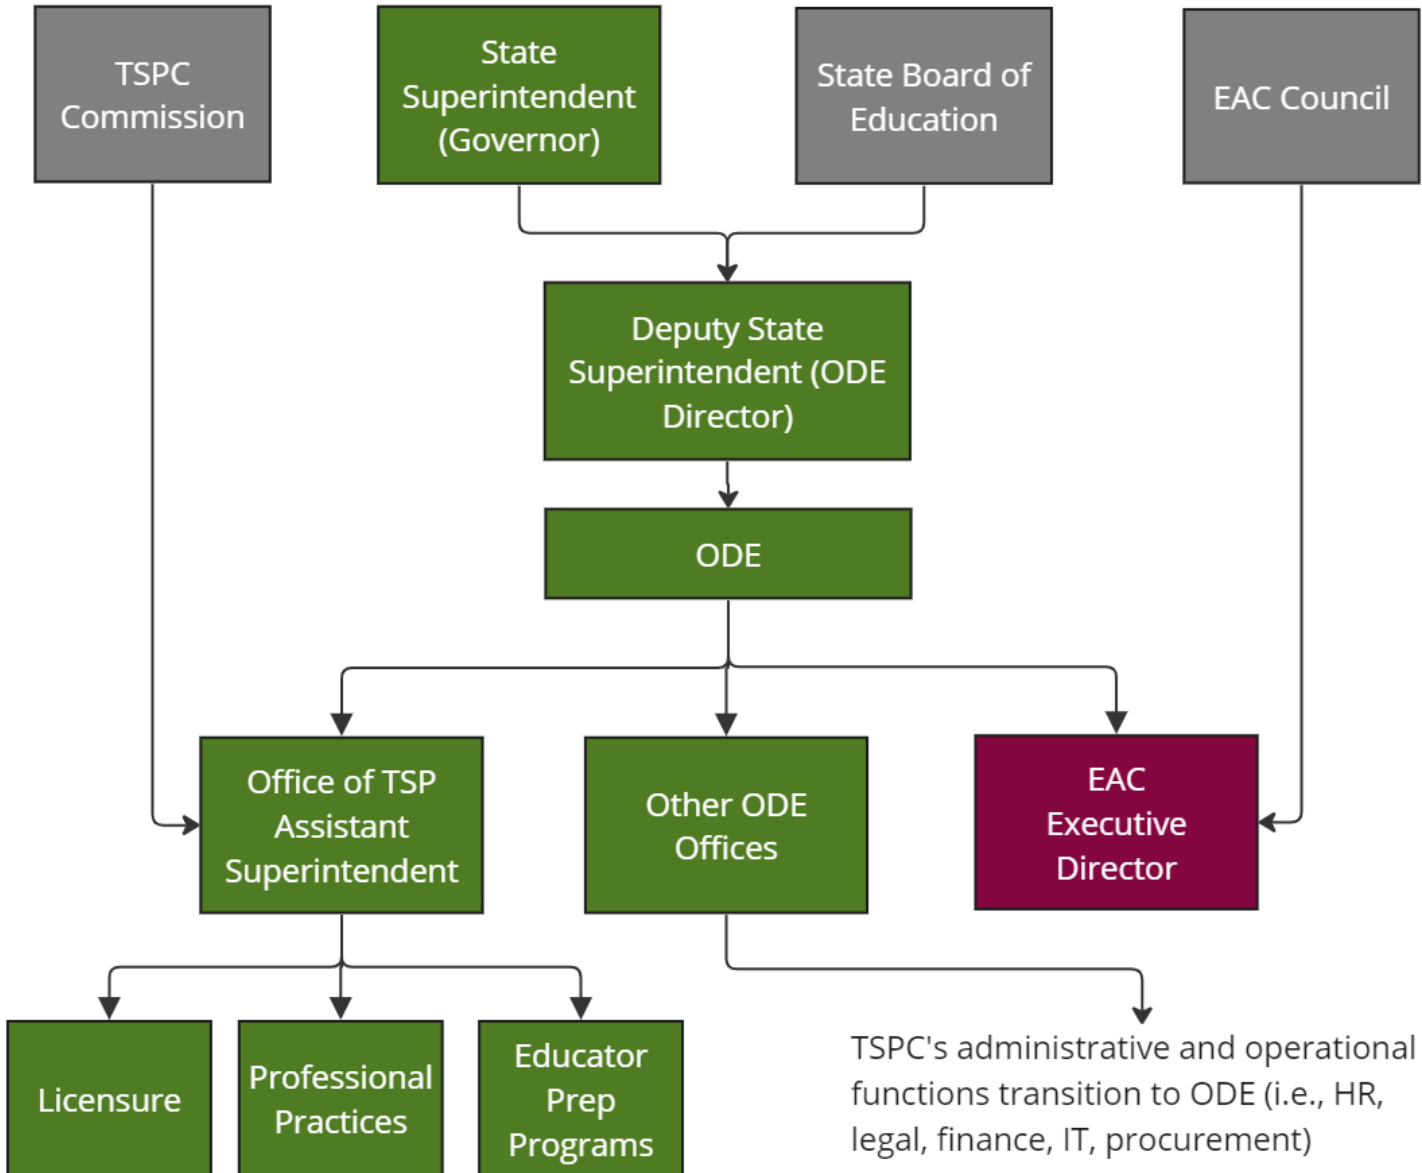 TSPC
Commission
State
Superintendent
(Governor)
State Board of
Education
EAC Council
Deputy State
Superintendent (ODE
Director)
ODE
Office of TSP
Assistant
Superintendent
Other ODE
Offices
EAC
Executive
Director
Licensure
Professional
Practices
Educator
Prep
Programs
TSPC's administrative and operational
functions transition to ODE (i.e., HR,
legal, finance, IT, procurement)